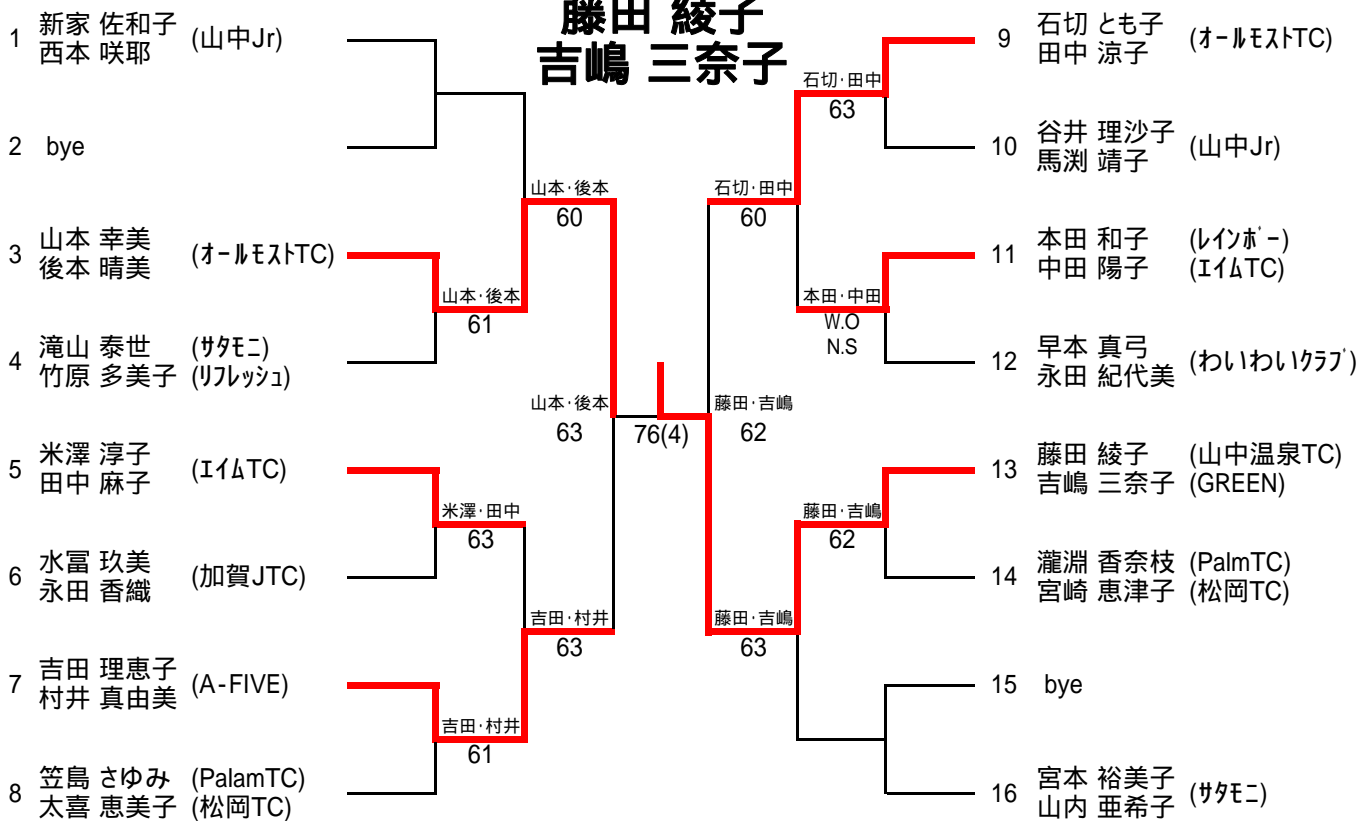 藤田 綾子
吉嶋 三奈子
1 新家 佐和子 (山中Jr)
西本 咲耶
2 bye
3 山本 幸美 (オールモストTC)
後本 晴美
4 滝山 泰世 (サタモニ)
竹原 多美子 (リフレッシュ)
5 米澤 淳子 (エイムTC)
田中 麻子
6 水冨 玖美 (加賀JTC)
永田 香織
7 吉田 理恵子 (A-FIVE)
村井 真由美
8 笠島 さゆみ (PalamTC)
太喜 恵美子 (松岡TC)
山本・後本
61
米澤・田中
63
吉田・村井
61
山本・後本
60
吉田・村井
63
山本・後本
63
76(4)
藤田・吉嶋
62
石切・田中
60
藤田・吉嶋
63
石切・田中
63
本田・中田
W.O
N.S
藤田・吉嶋
62
9 石切 とも子 (オールモストTC)
田中 涼子
10 谷井 理沙子 (山中Jr)
馬渕 靖子
11 本田 和子 (レインボー)
中田 陽子 (エイムTC)
12 早本 真弓 (わいわいクラブ)
永田 紀代美
13 藤田 綾子 (山中温泉TC)
吉嶋 三奈子 (GREEN)
14 瀧淵 香奈枝 (PalmTC)
宮崎 恵津子 (松岡TC)
15 bye
16 宮本 裕美子 (サタモニ)
山内 亜希子